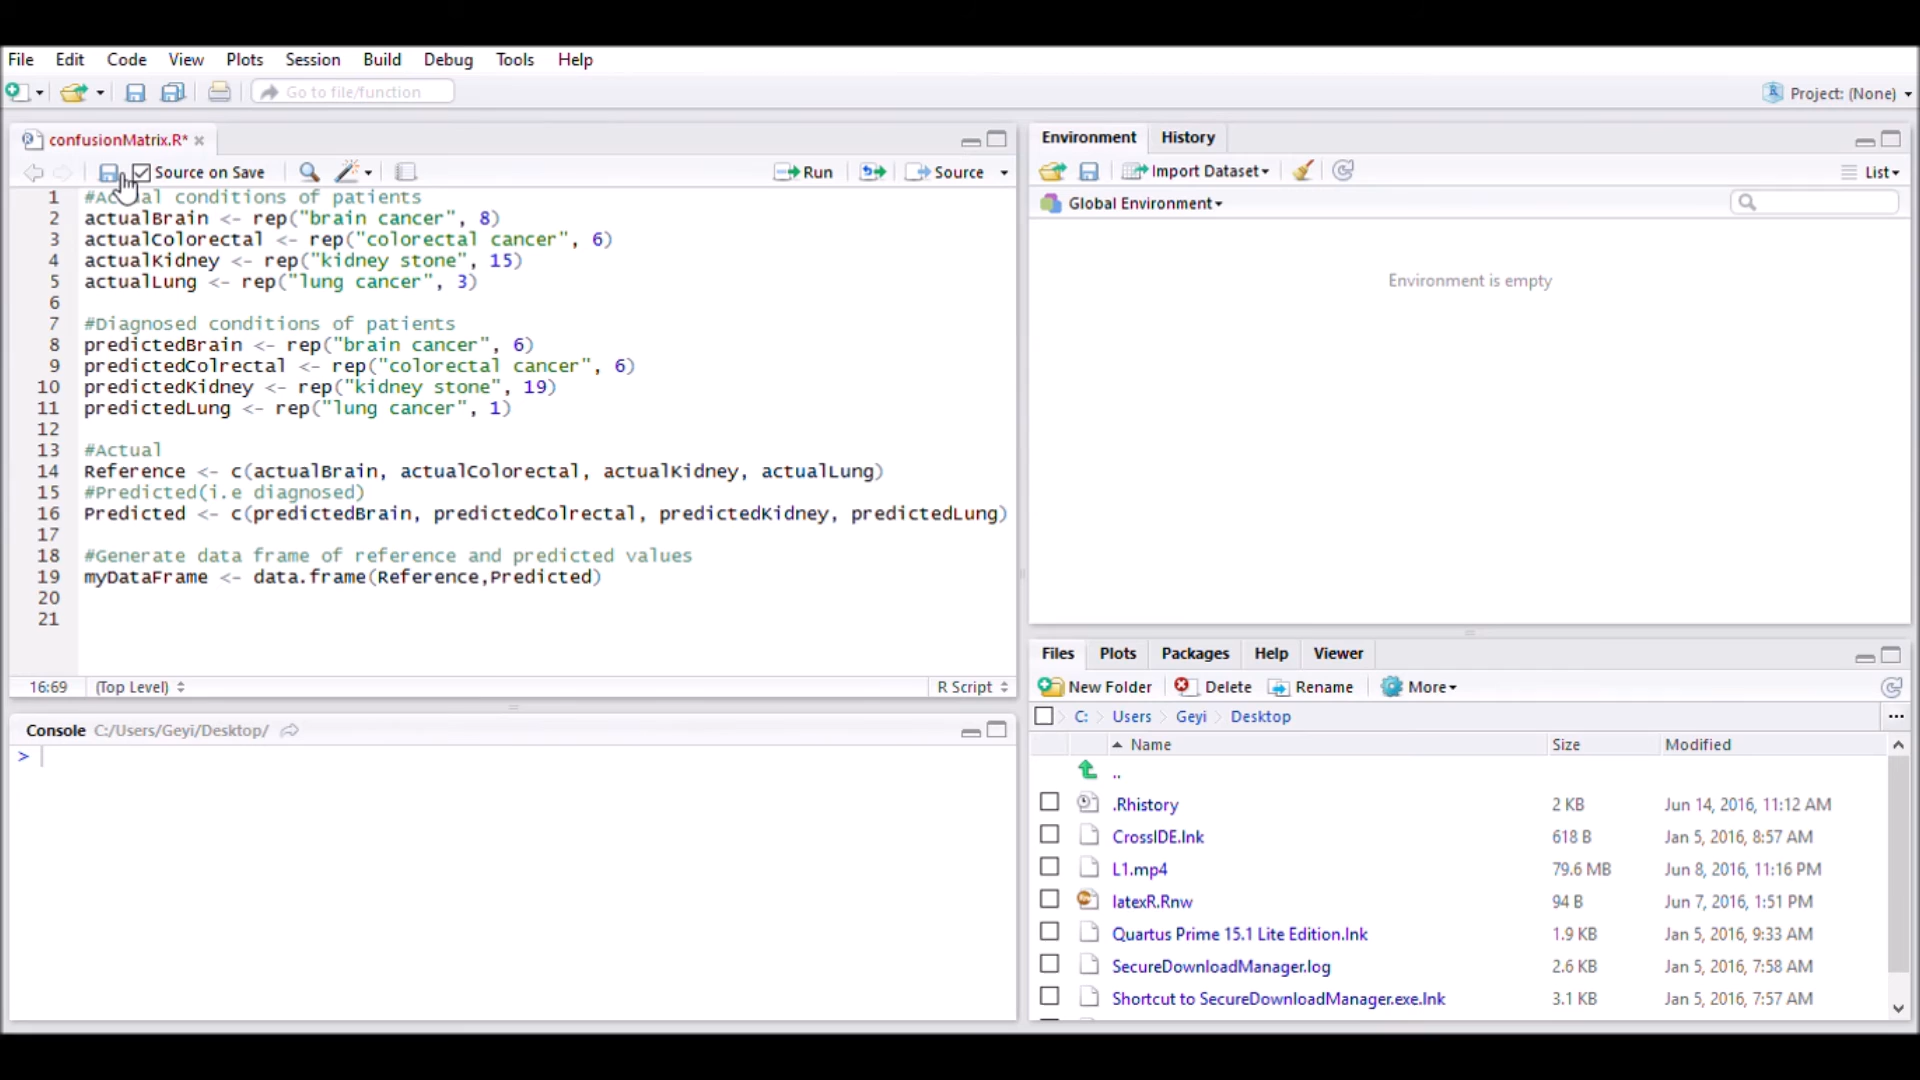 File Edit Code View Plots Session Build Debug Tools Help
Go to file/function
Project: (None)
confusionMatrix.R*
Source on Save
Run
Source
1 #Actual conditions of patients
2 actualBrain <- rep("brain cancer", 8)
3 actualColorectal <- rep("colorectal cancer", 6)
4 actualKidney <- rep("kidney stone", 15)
5 actualLung <- rep("lung cancer", 3)
6
7 #Diagnosed conditions of patients
8 predictedBrain <- rep("brain cancer", 6)
9 predictedColrectal <- rep("colorectal cancer", 6)
10 predictedKidney <- rep("kidney stone", 19)
11 predictedLung <- rep("lung cancer", 1)
12
13 #Actual
14 Reference <- c(actualBrain, actualColorectal, actualKidney, actualLung)
15 #Predicted(i.e diagnosed)
16 Predicted <- c(predictedBrain, predictedColrectal, predictedKidney, predictedLung)
17
18 #Generate data frame of reference and predicted values
19 myDataFrame <- data.frame(Reference,Predicted)
20
21
16:69 (Top Level) R Script
Console C:/Users/Geyi/Desktop/
>
Environment History
Import Dataset List
Global Environment
Environment is empty
Files Plots Packages Help Viewer
New Folder Delete Rename More
C: Users Geyi Desktop ...
Name Size Modified
..
.Rhistory 2 KB Jun 14, 2016, 11:12 AM
CrossIDE.lnk 618 B Jan 5, 2016, 8:57 AM
L1.mp4 79.6 MB Jun 8, 2016, 11:16 PM
latexR.Rnw 94 B Jun 7, 2016, 1:51 PM
Quartus Prime 15.1 Lite Edition.lnk 1.9 KB Jan 5, 2016, 9:33 AM
SecureDownloadManager.log 2.6 KB Jan 5, 2016, 7:58 AM
Shortcut to SecureDownloadManager.exe.lnk 3.1 KB Jan 5, 2016, 7:57 AM